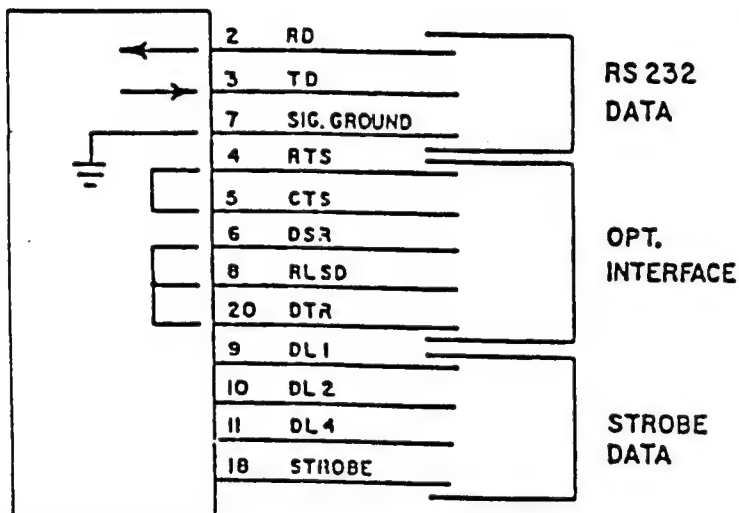 2 RD
3 TD
7 SIG. GROUND
4 RTS
5 CTS
6 DSR
8 RLSD
20 DTR
9 DL1
10 DL2
11 DL4
18 STROBE
RS 232
DATA
OPT.
INTERFACE
STROBE
DATA